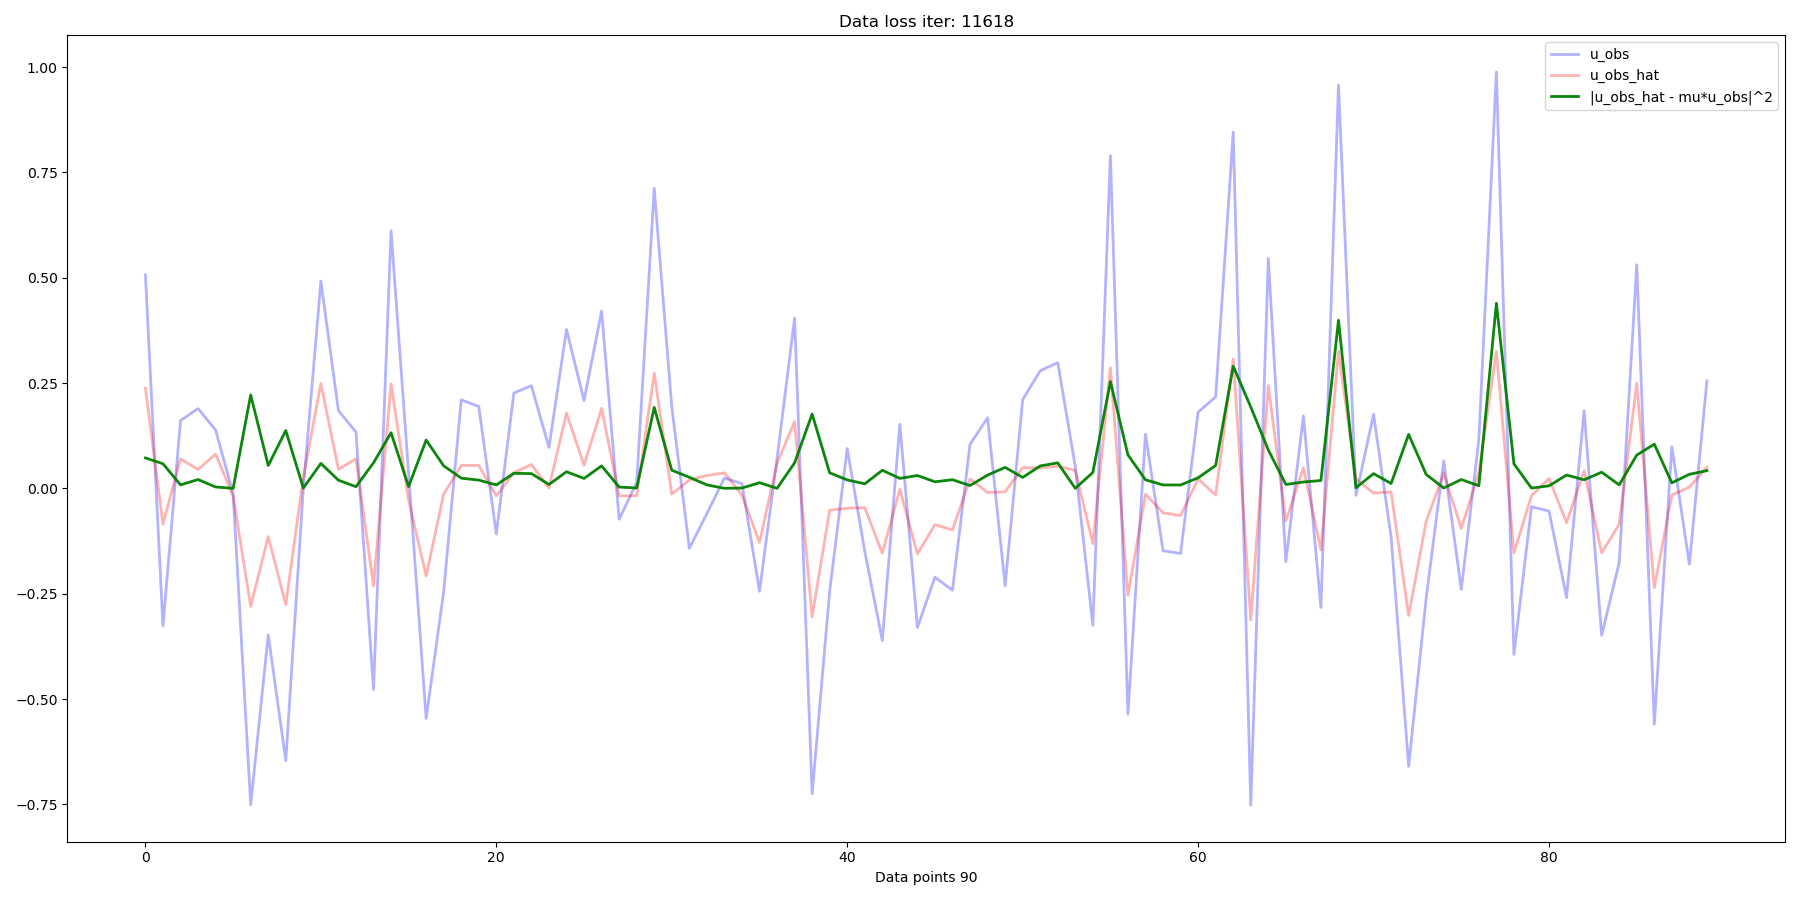 Data loss iter: 11618
u_obs
u_obs_hat
|u_obs_hat - mu*u_obs|^2
1.00
0.75
0.50
0.25
0.00
−0.25
−0.50
−0.75
0 20 40 60 80
Data points 90